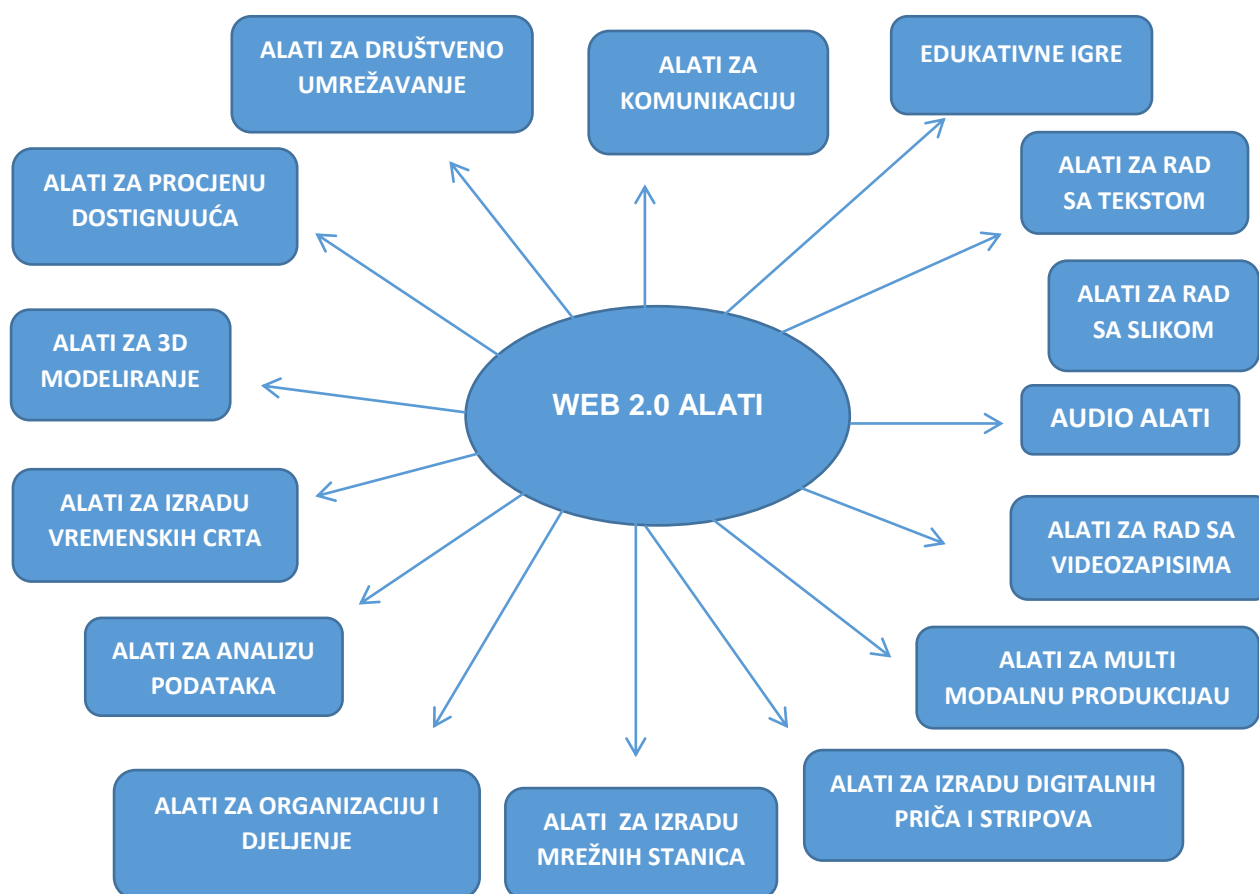 ALATI ZA DRUŠTVENO
UMREŽAVANJE
ALATI ZA
KOMUNIKACIJU
EDUKATIVNE IGRE
ALATI ZA PROCJENU
DOSTIGNUUĆA
ALATI ZA RAD
SA TEKSTOM
ALATI ZA RAD
SA SLIKOM
ALATI ZA 3D
MODELIRANJE
WEB 2.0 ALATI
AUDIO ALATI
ALATI ZA IZRADU
VREMENSKIH CRTA
ALATI ZA RAD SA
VIDEOZAPISIMA
ALATI ZA ANALIZU
PODATAKA
ALATI ZA MULTI
MODALNU PRODUKCIJAU
ALATI ZA ORGANIZACIJU I
DJELJENJE
ALATI  ZA IZRADU
MREŽNIH STANICA
ALATI ZA IZRADU DIGITALNIH
PRIČA I STRIPOVA